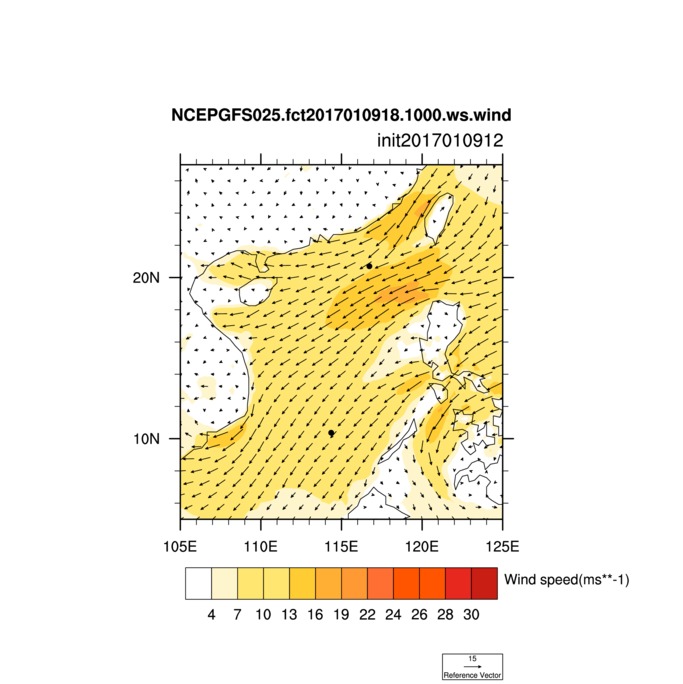 NCEPGFS025.fct2017010918.1000.ws.wind
init2017010912
20N
10N
105E 110E 115E 120E 125E
Wind speed(ms**-1)
4 7 10 13 16 19 22 24 26 28 30
15
Reference Vector